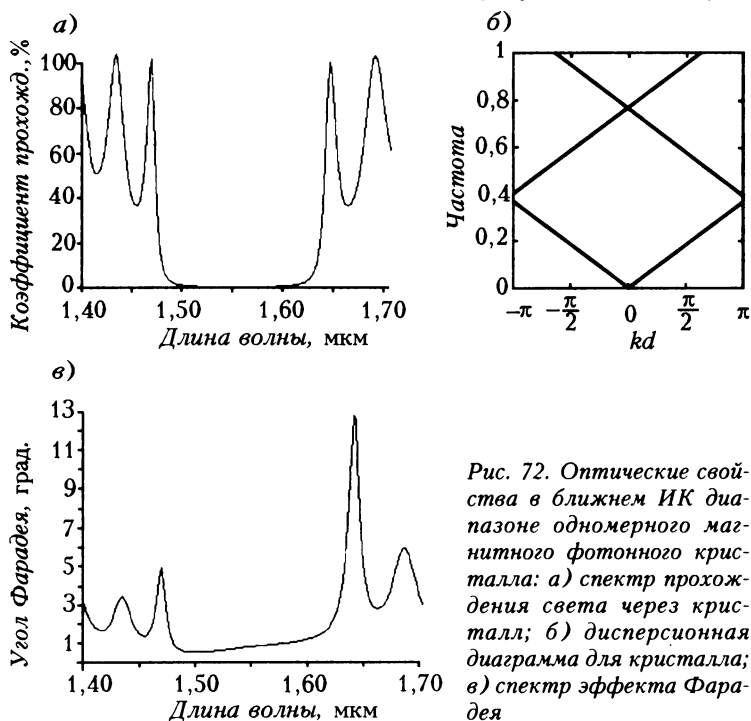 а)
Коэффициент прохожд.,%
100
80
60
40
20
0
1,40
1,50
1,60
1,70
Длина волны, мкм
б)
Частота
1
0,8
0,6
0,4
0,2
0
−π
−π/2
0
π/2
π
kd
в)
Угол Фарадея, град.
13
11
9
7
5
3
1
1,40
1,50
1,60
1,70
Длина волны, мкм
Рис. 72. Оптические свой-
ства в ближнем ИК диа-
пазоне одномерного маг-
нитного фотонного крис-
талла: а) спектр прохож-
дения света через крис-
талл; б) дисперсионная
диаграмма для кристалла;
в) спектр эффекта Фара-
дея